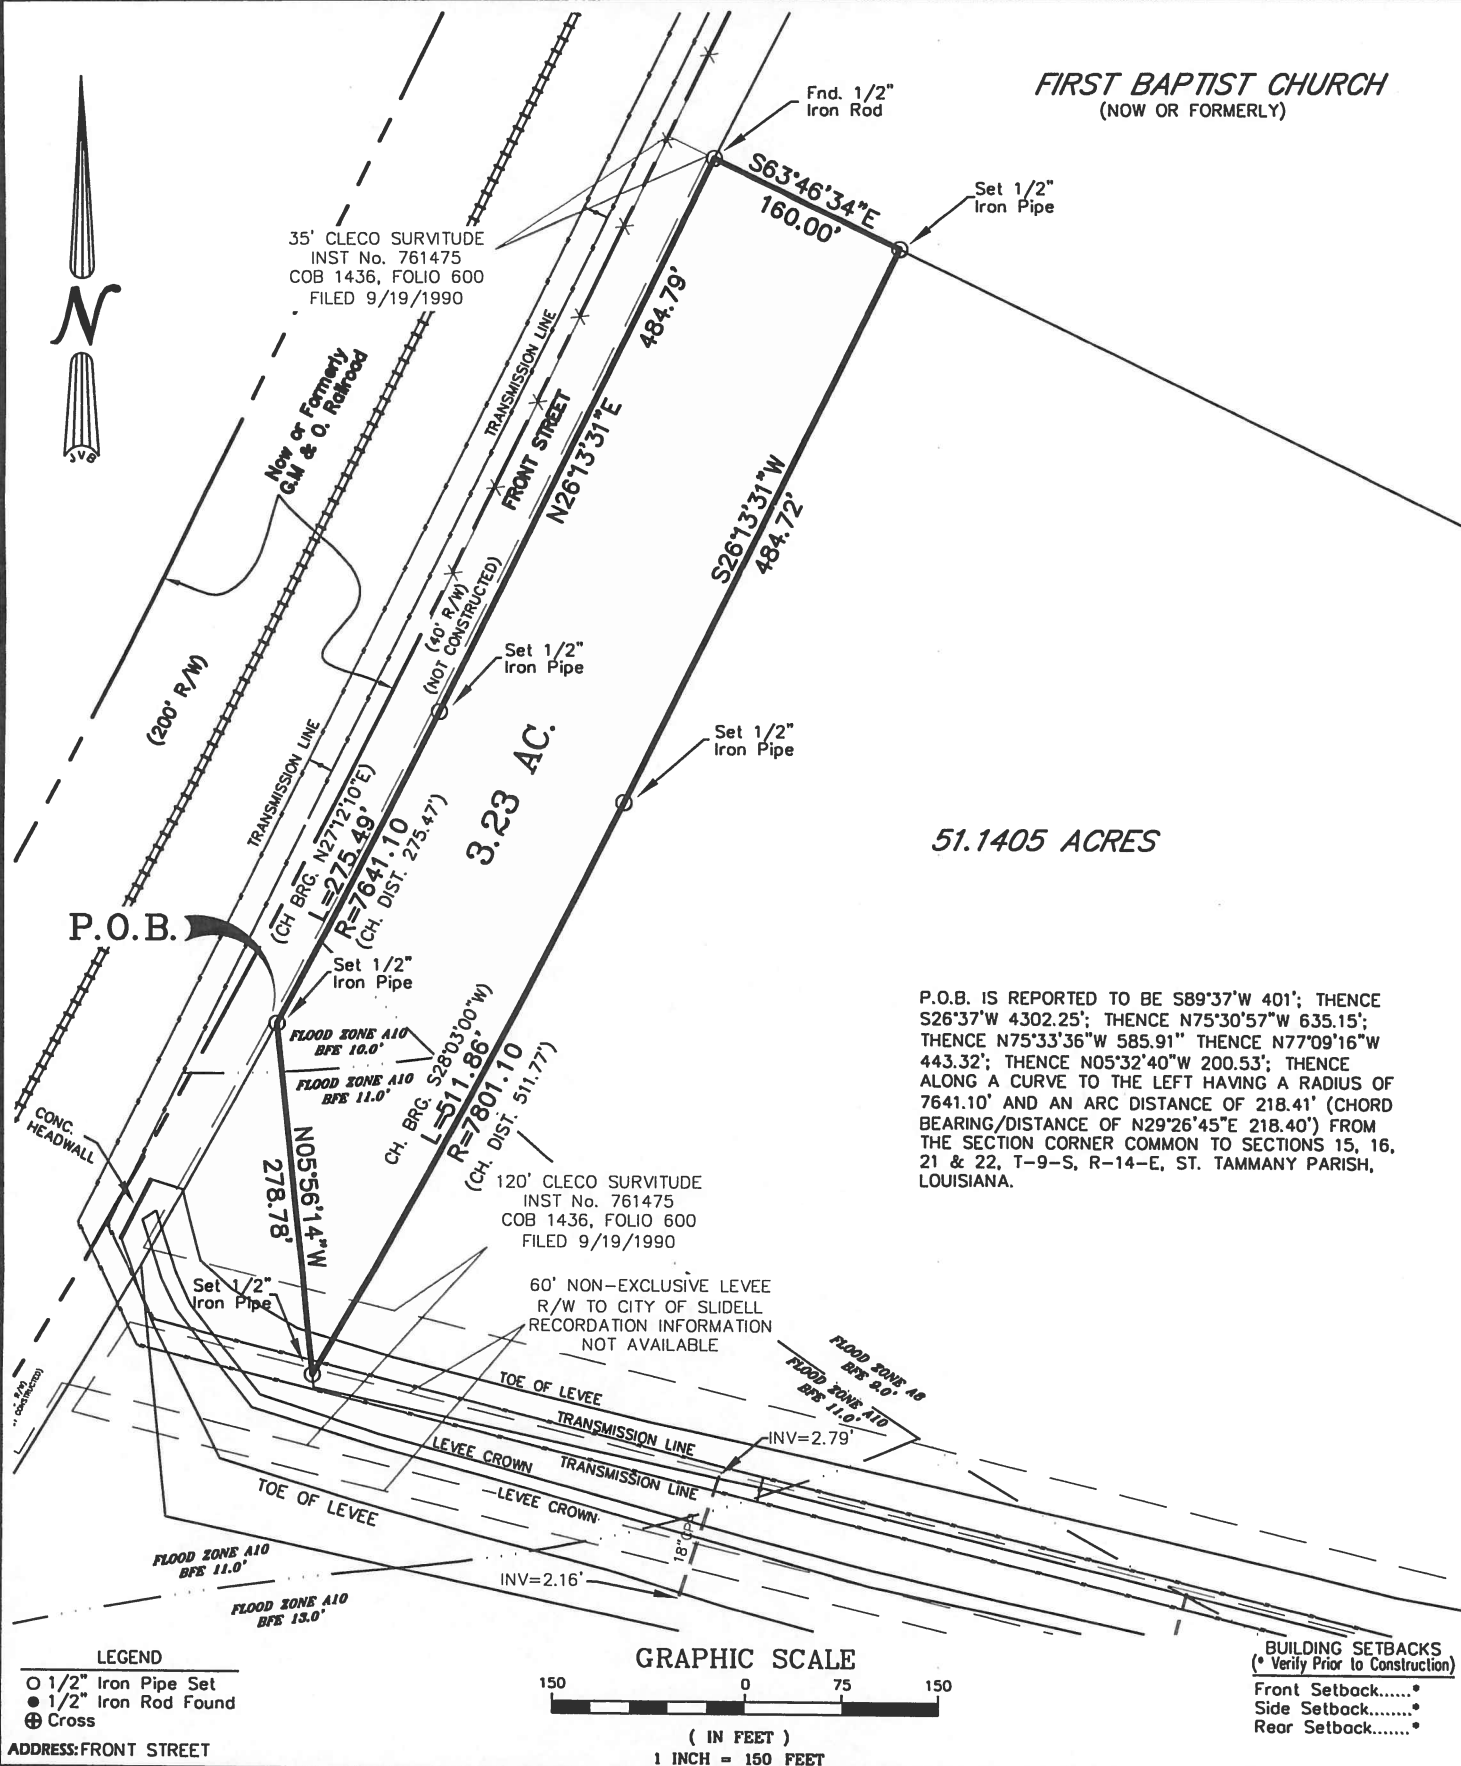 FIRST BAPTIST CHURCH
(NOW OR FORMERLY)
Fnd. 1/2"
Iron Rod
S63°46'34"E
160.00'
Set 1/2"
Iron Pipe
35' CLECO SURVITUDE
INST No. 761475
COB 1436, FOLIO 600
FILED 9/19/1990
N
JVB
Now or Formerly
G.M & O. Railroad
TRANSMISSION LINE
FRONT STREET
(40' R/W)
(NOT CONSTRUCTED)
484.79'
N26°13'31"E
S26°13'31"W
484.72'
(200' R/W)
Set 1/2"
Iron Pipe
Set 1/2"
Iron Pipe
TRANSMISSION LINE
3.23 AC.
51.1405 ACRES
(CH BRG. N27°12'10"E)
L=275.49'
R=7641.10
(CH. DIST. 275.47')
P.O.B.
Set 1/2"
Iron Pipe
FLOOD ZONE A10
BFE 10.0'
FLOOD ZONE A10
BFE 11.0'
CH. BRG. S28°03'00"W)
L=511.86'
R=7801.10
(CH. DIST. 511.77')
P.O.B. IS REPORTED TO BE S89°37'W 401'; THENCE
S26°37'W 4302.25'; THENCE N75°30'57"W 635.15';
THENCE N75°33'36"W 585.91" THENCE N77°09'16"W
443.32'; THENCE N05°32'40"W 200.53'; THENCE
ALONG A CURVE TO THE LEFT HAVING A RADIUS OF
7641.10' AND AN ARC DISTANCE OF 218.41' (CHORD
BEARING/DISTANCE OF N29°26'45"E 218.40') FROM
THE SECTION CORNER COMMON TO SECTIONS 15, 16,
21 & 22, T-9-S, R-14-E, ST. TAMMANY PARISH,
LOUISIANA.
CONC.
HEADWALL
N05°56'14"W
278.78'
120' CLECO SURVITUDE
INST No. 761475
COB 1436, FOLIO 600
FILED 9/19/1990
Set 1/2"
Iron Pipe
60' NON-EXCLUSIVE LEVEE
R/W TO CITY OF SLIDELL
RECORDATION INFORMATION
NOT AVAILABLE
FLOOD ZONE A8
BFE 9.0'
FLOOD ZONE A10
BFE 11.0'
R/W)
CONSTRUCTED)
TOE OF LEVEE
TRANSMISSION LINE
INV=2.79'
LEVEE CROWN
TRANSMISSION LINE
LEVEE CROWN
TOE OF LEVEE
18"
FLOOD ZONE A10
BFE 11.0'
INV=2.16'
FLOOD ZONE A10
BFE 13.0'
LEGEND
1/2" Iron Pipe Set
1/2" Iron Rod Found
Cross
ADDRESS: FRONT STREET
GRAPHIC SCALE
150 0 75 150
( IN FEET )
1 INCH = 150 FEET
BUILDING SETBACKS
(* Verify Prior to Construction)
Front Setback......*
Side Setback........*
Rear Setback.......*